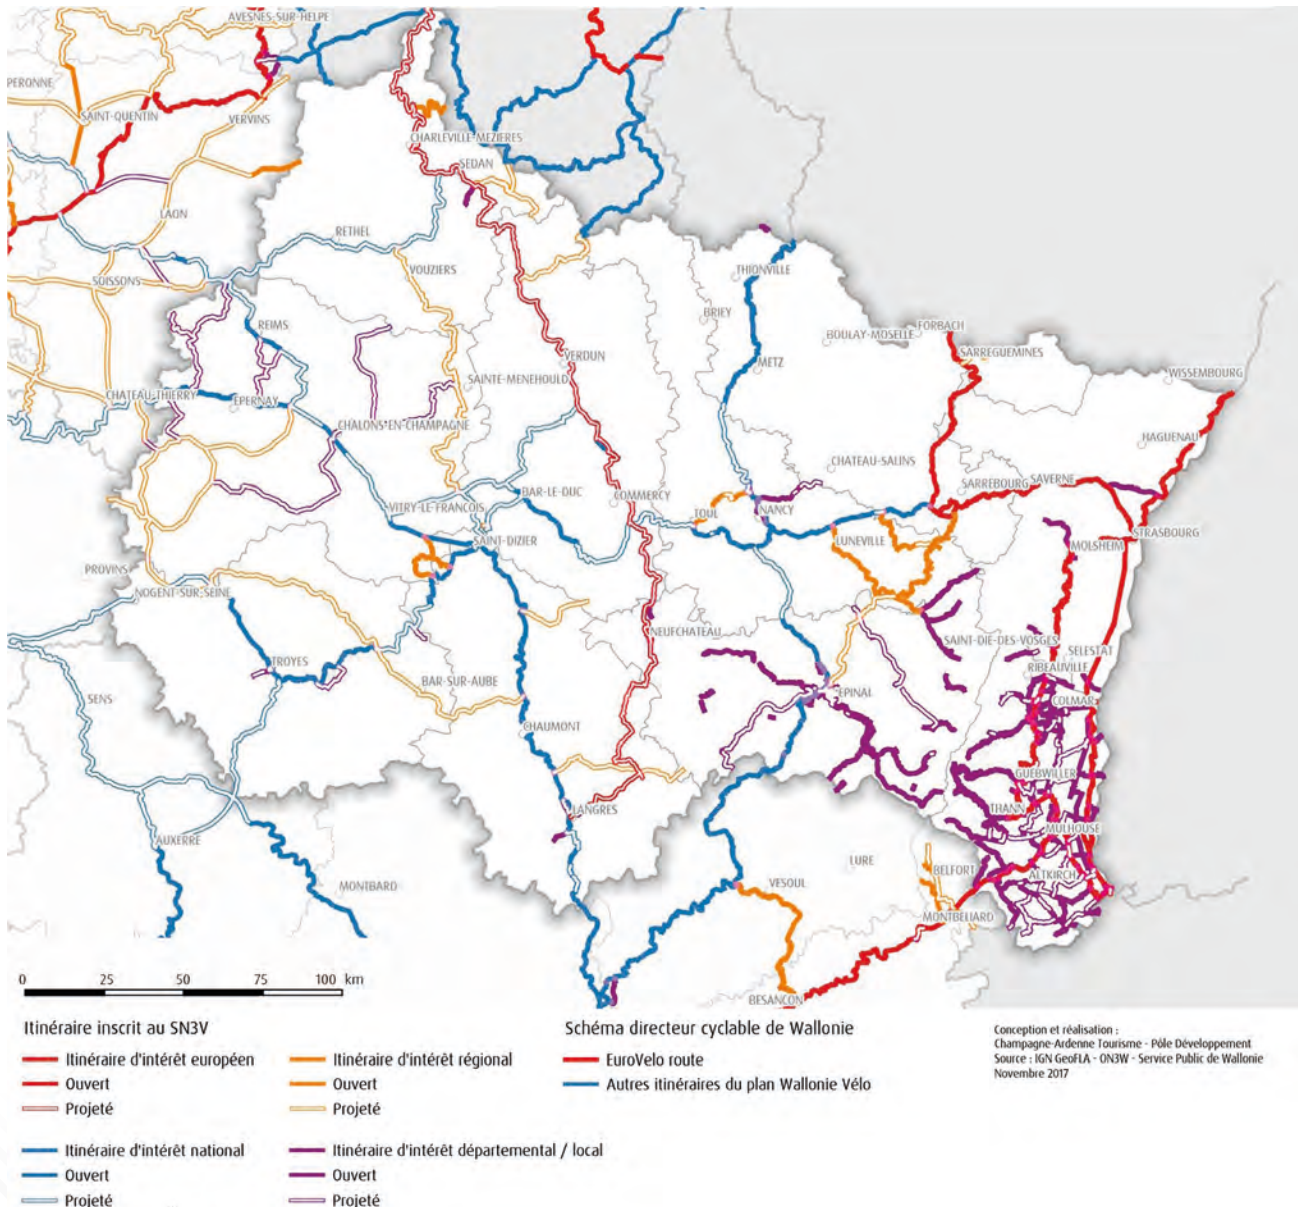 AVESNES-SUR-HELPE
PERONNE
SAINT-QUENTIN
VERVINS
CHARLEVILLE-MEZIERES
SEDAN
LAON
RETHEL
VOUZIERS
SOISSONS
THIONVILLE
BRIEY
BOULAY-MOSELLE
FORBACH
SARREGUEMINES
REIMS
VERDUN
METZ
WISSEMBOURG
SAINTE-MENEHOULD
CHATEAU-THIERRY
EPERNAY
CHALONS-EN-CHAMPAGNE
HAGUENAU
CHATEAU-SALINS
SARREBOURG
SAVERNE
BAR-LE-DUC
COMMERCY
VITRY-LE-FRANCOIS
TOUL
NANCY
LUNEVILLE
STRASBOURG
SAINT-DIZIER
MOLSHEIM
PROVINS
NOGENT-SUR-SEINE
NEUFCHATEAU
SAINT-DIE-DES-VOSGES
SELESTAT
TROYES
RIBEAUVILLE
BAR-SUR-AUBE
SENS
EPINAL
COLMAR
CHAUMONT
GUEBWILLER
LANGRES
THANN
MULHOUSE
AUXERRE
LURE
BELFORT
ALTKIRCH
MONTBARD
VESOUL
MONTBELIARD
BESANCON
0 25 50 75 100 km
Itinéraire inscrit au SN3V
Itinéraire d'intérêt européen
Ouvert
Projeté
Itinéraire d'intérêt national
Ouvert
Projeté
Itinéraire d'intérêt régional
Ouvert
Projeté
Itinéraire d'intérêt départemental / local
Ouvert
Projeté
Schéma directeur cyclable de Wallonie
EuroVelo route
Autres itinéraires du plan Wallonie Vélo
Conception et réalisation :
Champagne-Ardenne Tourisme - Pôle Développement
Source : IGN GeoFLA - ON3W - Service Public de Wallonie
Novembre 2017